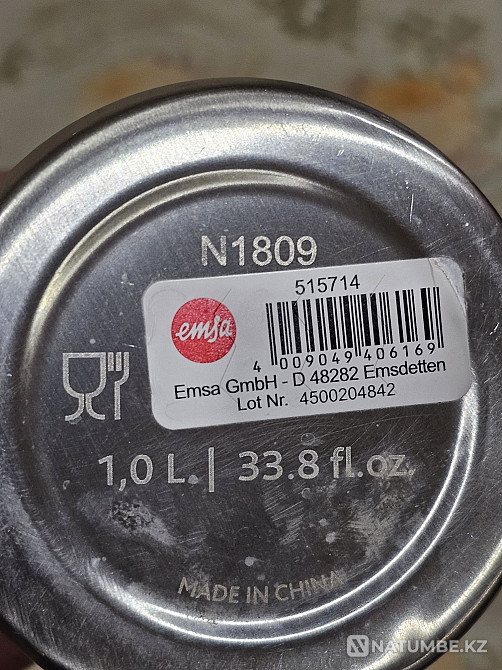 N1809
515714
emsa
4 009049 406169
Emsa GmbH - D 48282 Emsdetten
Lot Nr. 4500204842
1,0 L | 33.8 fl.oz.
MADE IN CHINA
NATUMBE.KZ